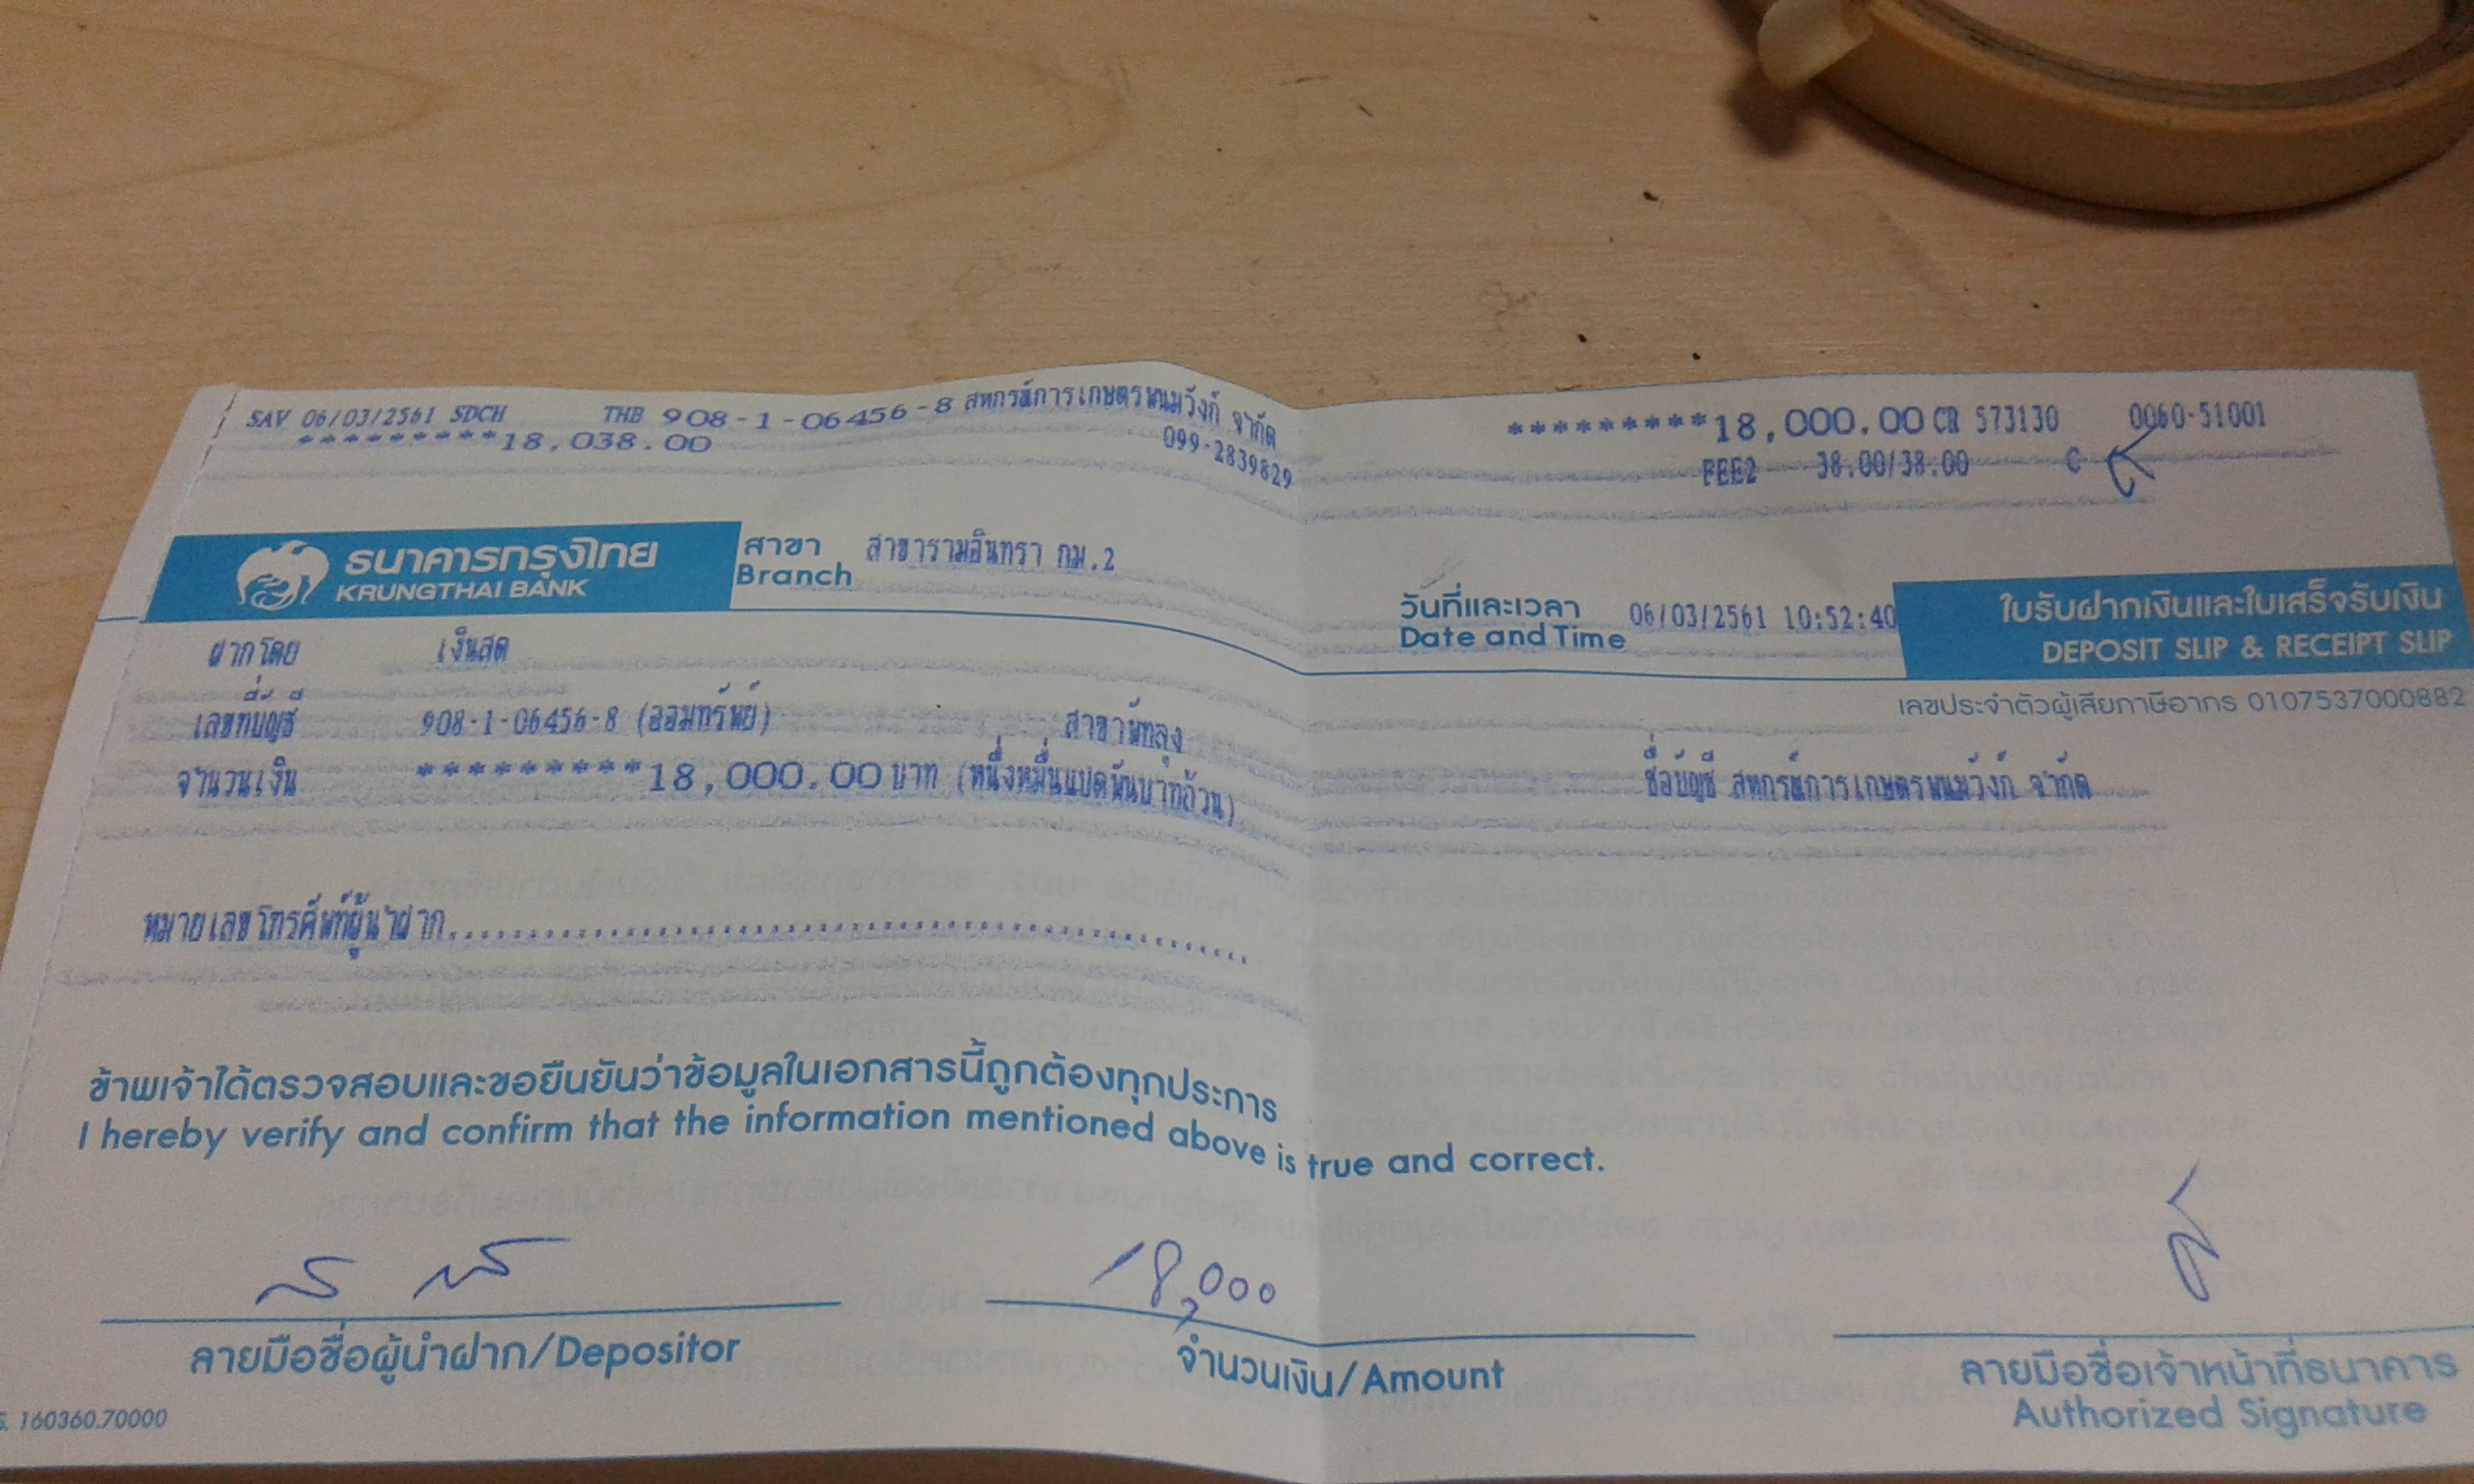 SAV 06/03/2561 SDCH THB 908-1-06456-8 สหกรณ์การเกษตรพนมวังก์ จำกัด *********18,000.00 CR 573130 0060-51001
*********18,038.00 099-2839829 FEE2 38.00/38.00 C
ธนาคารกรุงไทย
KRUNGTHAI BANK
สาขา สาขารามอินทรา กม.2
Branch
วันที่และเวลา 06/03/2561 10:52:40
Date and Time
ใบรับฝากเงินและใบเสร็จรับเงิน
DEPOSIT SLIP & RECEIPT SLIP
เลขประจำตัวผู้เสียภาษีอากร 0107537000882
ฝากโดย เงินสด
เลขที่บัญชี 908-1-06456-8 (ออมทรัพย์) สาขาพัทลุง
จำนวนเงิน **********18,000.00 บาท (หนึ่งหมื่นแปดพันบาทถ้วน) ชื่อบัญชี สหกรณ์การเกษตรพนมวังก์ จำกัด
หมายเลขโทรศัพท์ผู้นำฝาก
ข้าพเจ้าได้ตรวจสอบและขอยืนยันว่าข้อมูลในเอกสารนี้ถูกต้องทุกประการ
I hereby verify and confirm that the information mentioned above is true and correct.
18,000
ลายมือชื่อผู้นำฝาก/Depositor
จำนวนเงิน/Amount
ลายมือชื่อเจ้าหน้าที่ธนาคาร
Authorized Signature
160360.70000